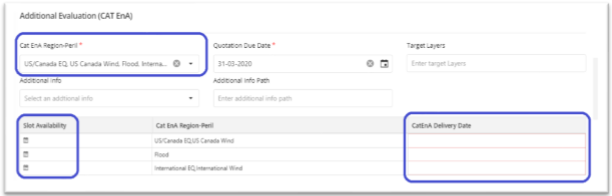 Additional Evaluation (CAT EnA)
Cat EnA Region-Peril * Quotation Due Date * Target Layers
US/Canada EQ, US Canada Wind, Flood, Interna... 31-03-2020 Enter target Layers
Additional Info Additional Info Path
Select an additional info Enter additional info path
Slot Availability Cat EnA Region-Peril CatEnA Delivery Date
US/Canada EQ,US Canada Wind
Flood
International EQ,International Wind